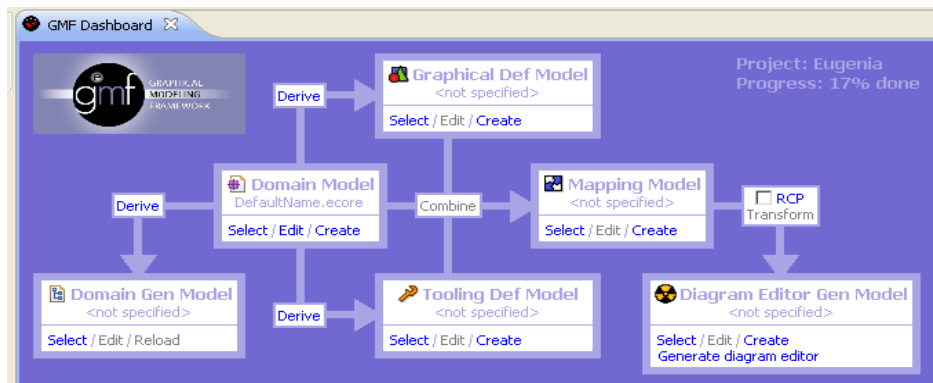 GMF Dashboard
gmf
GRAPHICAL
MODELING
FRAMEWORK
Project: Eugenia
Progress: 17% done
Graphical Def Model
<not specified>
Select / Edit / Create
Derive
Domain Model
DefaultName.ecore
Select / Edit / Create
Derive
Combine
Mapping Model
<not specified>
Select / Edit / Create
RCP
Transform
Domain Gen Model
<not specified>
Select / Edit / Reload
Derive
Tooling Def Model
<not specified>
Select / Edit / Create
Diagram Editor Gen Model
<not specified>
Select / Edit / Create
Generate diagram editor